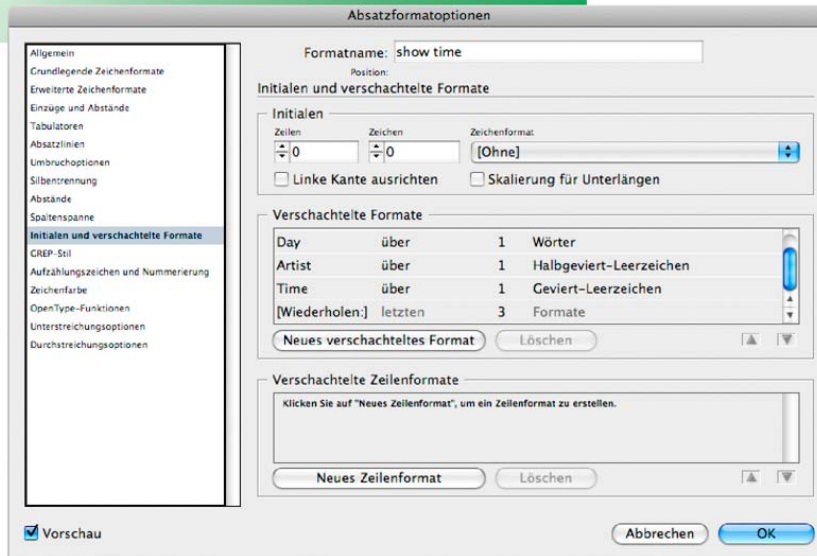 Absatzformatoptionen
Allgemein
Grundlegende Zeichenformate
Erweiterte Zeichenformate
Einzüge und Abstände
Tabulatoren
Absatzlinien
Umbruchoptionen
Silbentrennung
Abstände
Spaltenspanne
Initialen und verschachtelte Formate
GREP-Stil
Aufzählungszeichen und Nummerierung
Zeichenfarbe
OpenType-Funktionen
Unterstreichungsoptionen
Durchstreichungsoptionen
Formatname: show time
Position:
Initialen und verschachtelte Formate
Initialen
Zeilen Zeichen Zeichenformat
0 0 [Ohne]
Linke Kante ausrichten Skalierung für Unterlängen
Verschachtelte Formate
Day über 1 Wörter
Artist über 1 Halbgeviert-Leerzeichen
Time über 1 Geviert-Leerzeichen
[Wiederholen:] letzten 3 Formate
Neues verschachteltes Format Löschen
Verschachtelte Zeilenformate
Klicken Sie auf "Neues Zeilenformat", um ein Zeilenformat zu erstellen.
Neues Zeilenformat Löschen
Vorschau Abbrechen OK